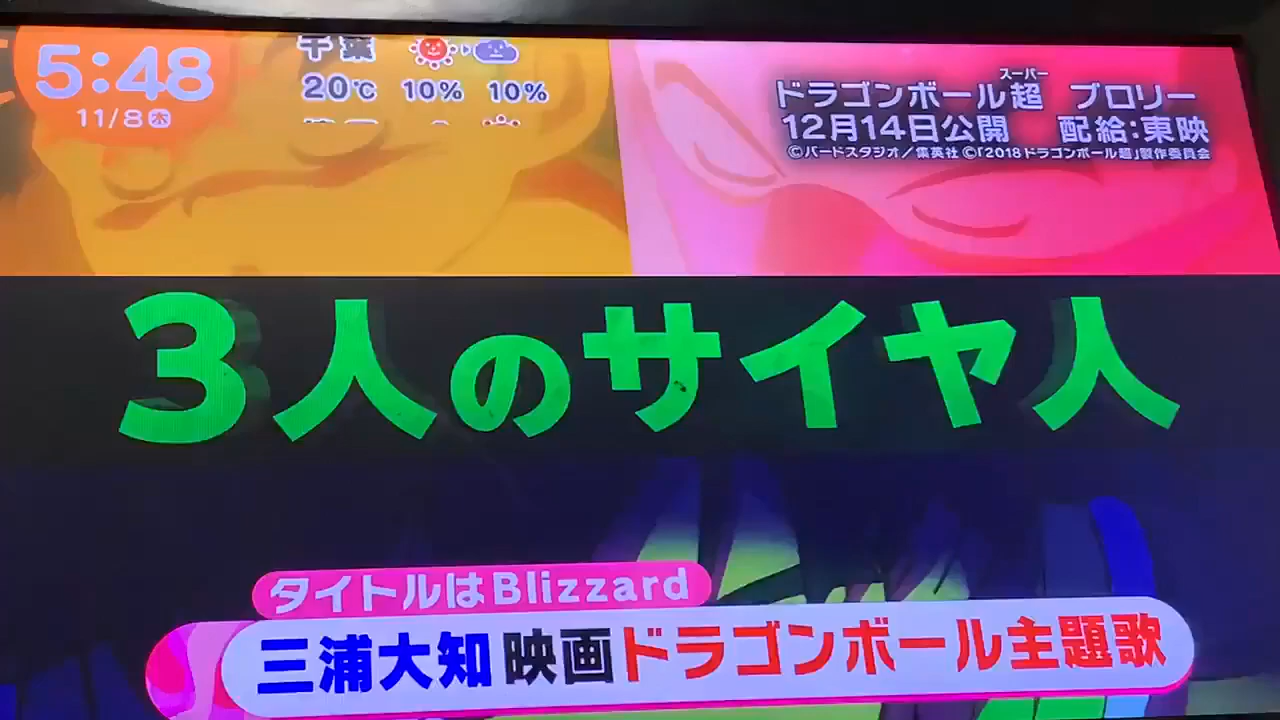 5:48
11/8㊍
千葉
20℃ 10% 10%
スーパー
ドラゴンボール超 ブロリー
12月14日公開 配給:東映
©バードスタジオ/集英社 ©「2018ドラゴンボール超」製作委員会
3人のサイヤ人
タイトルはBlizzard
三浦大知 映画ドラゴンボール主題歌